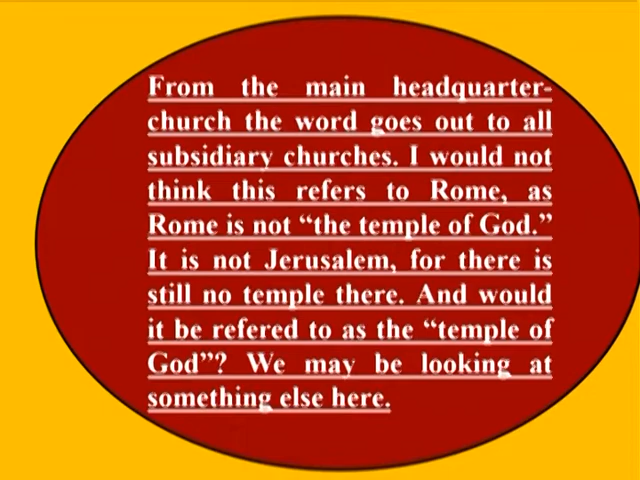 From the main headquarter-
church the word goes out to all
subsidiary churches. I would not
think this refers to Rome, as
Rome is not “the temple of God.”
It is not Jerusalem, for there is
still no temple there. And would
it be refered to as the “temple of
God”? We may be looking at
something else here.